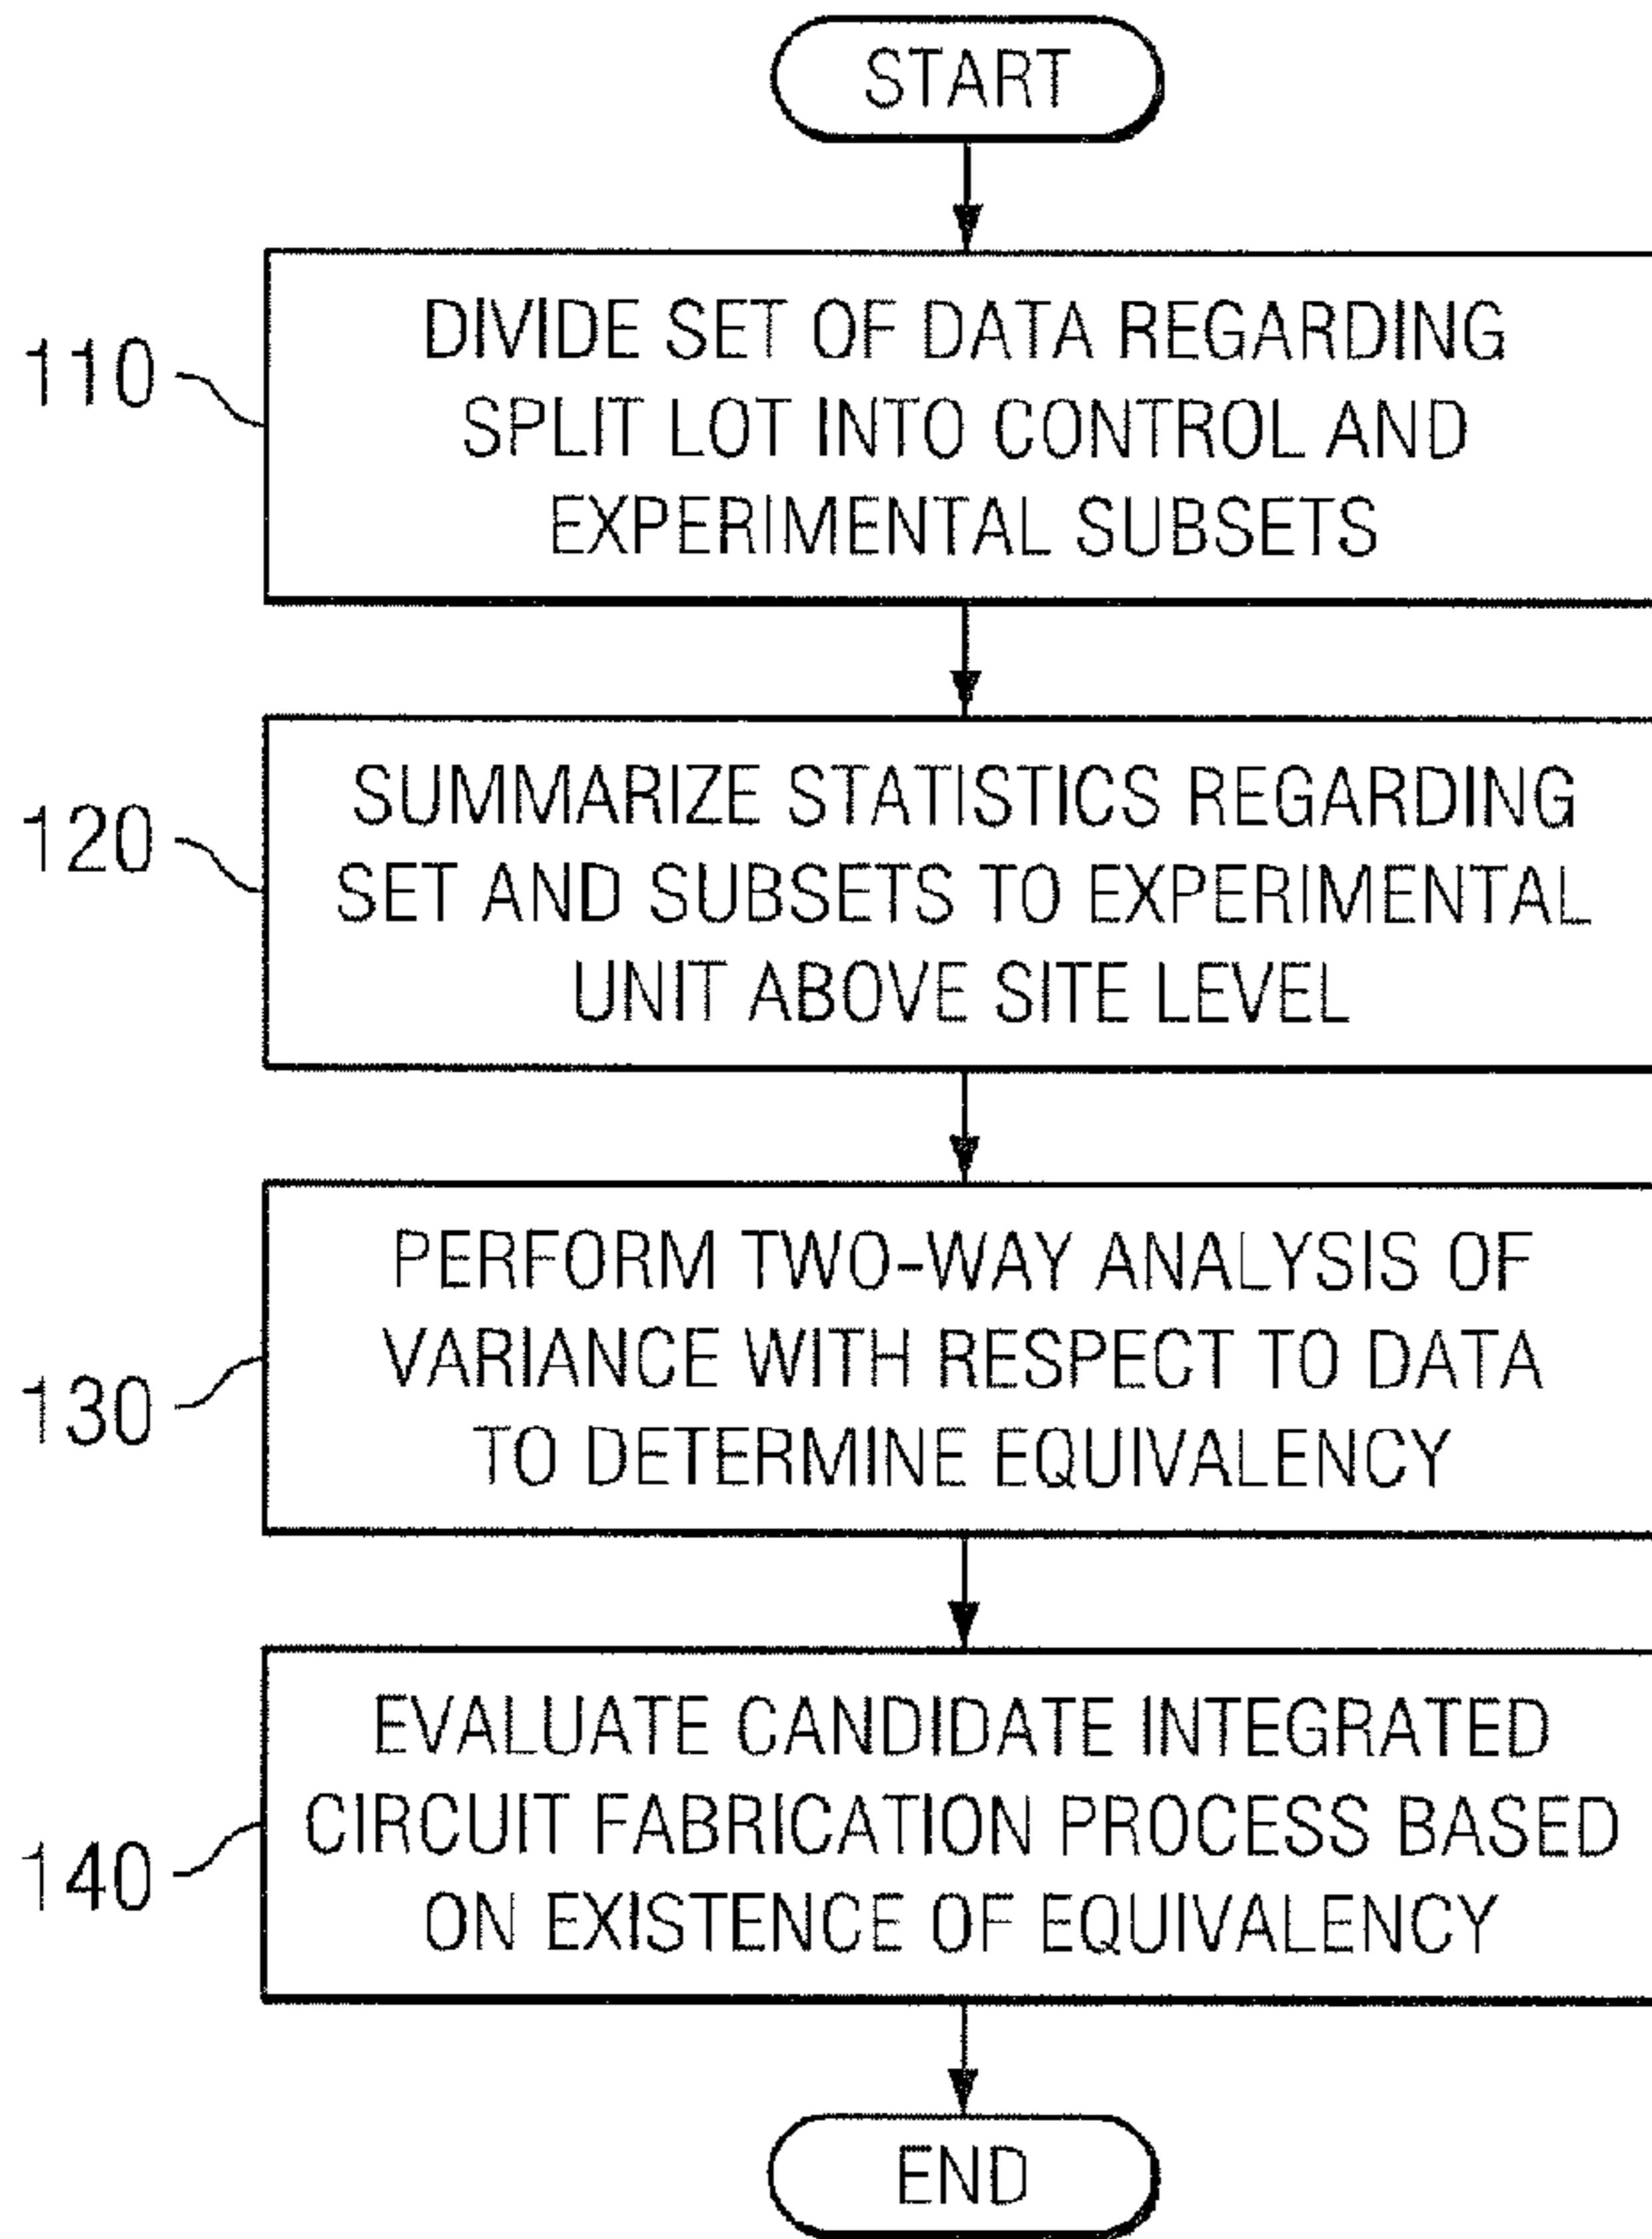 START
110
DIVIDE SET OF DATA REGARDING
SPLIT LOT INTO CONTROL AND
EXPERIMENTAL SUBSETS
120
SUMMARIZE STATISTICS REGARDING
SET AND SUBSETS TO EXPERIMENTAL
UNIT ABOVE SITE LEVEL
130
PERFORM TWO-WAY ANALYSIS OF
VARIANCE WITH RESPECT TO DATA
TO DETERMINE EQUIVALENCY
140
EVALUATE CANDIDATE INTEGRATED
CIRCUIT FABRICATION PROCESS BASED
ON EXISTENCE OF EQUIVALENCY
END